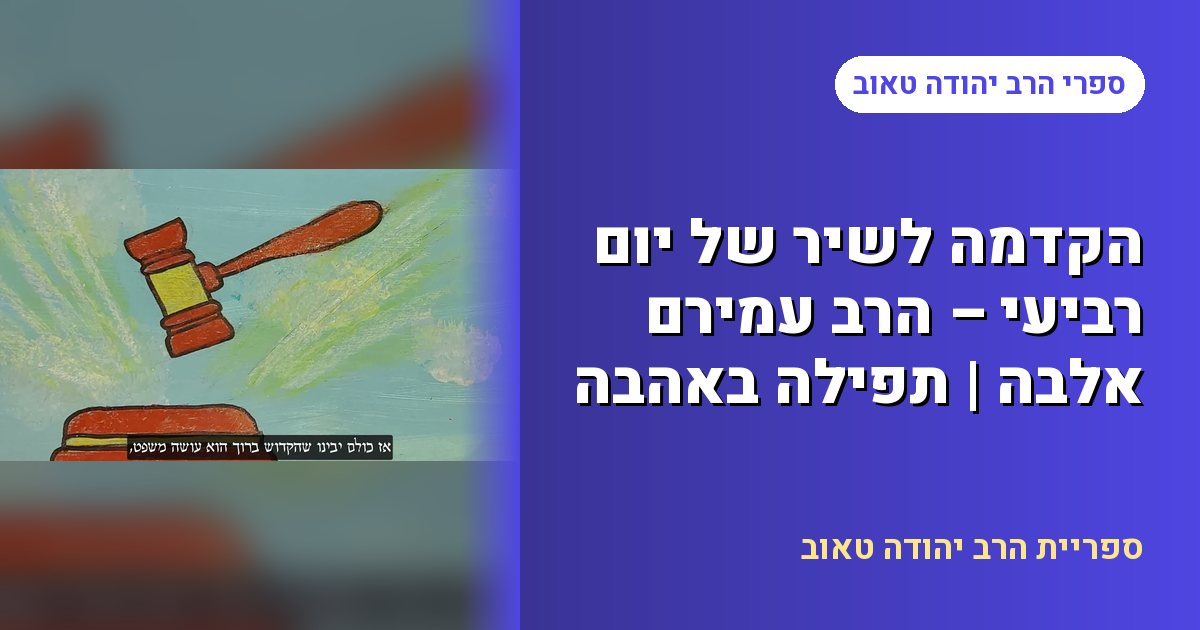 ספרי הרב יהודה טאוב
הקדמה לשיר של יום
רביעי – הרב עמירם
אלבה | תפילה באהבה
ספריית הרב יהודה טאוב
אז כולם יבינו שהקדוש ברוך הוא עושה משפט,